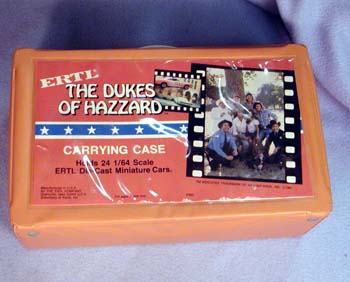 ERTL
THE DUKES
OF HAZZARD
CARRYING CASE
Holds 24 1/64 Scale
ERTL Die-Cast Miniature Cars.